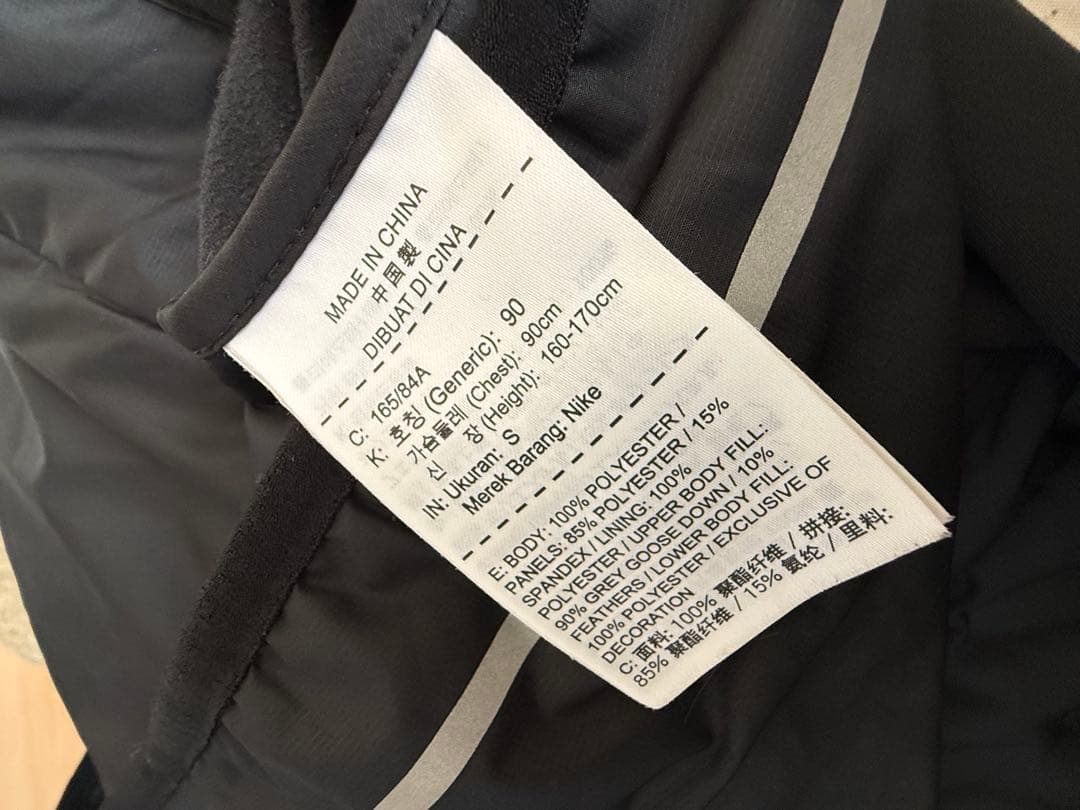 MADE IN CHINA
中国製
DIBUAT DI CINA
C: 165/84A
K: 호칭 (Generic): 90
가슴둘레 (Chest): 90cm
신 장 (Height): 160-170cm
IN: Ukuran: S
Merek Barang: Nike
E: BODY: 100% POLYESTER /
PANELS: 85% POLYESTER / 15%
SPANDEX / LINING: 100%
POLYESTER / UPPER BODY FILL:
90% GREY GOOSE DOWN / 10%
FEATHERS / LOWER BODY FILL:
100% POLYESTER / EXCLUSIVE OF
DECORATION
C: 面料: 100% 聚酯纤维 / 拼接:
85% 聚酯纤维 / 15% 氨纶 / 里料: